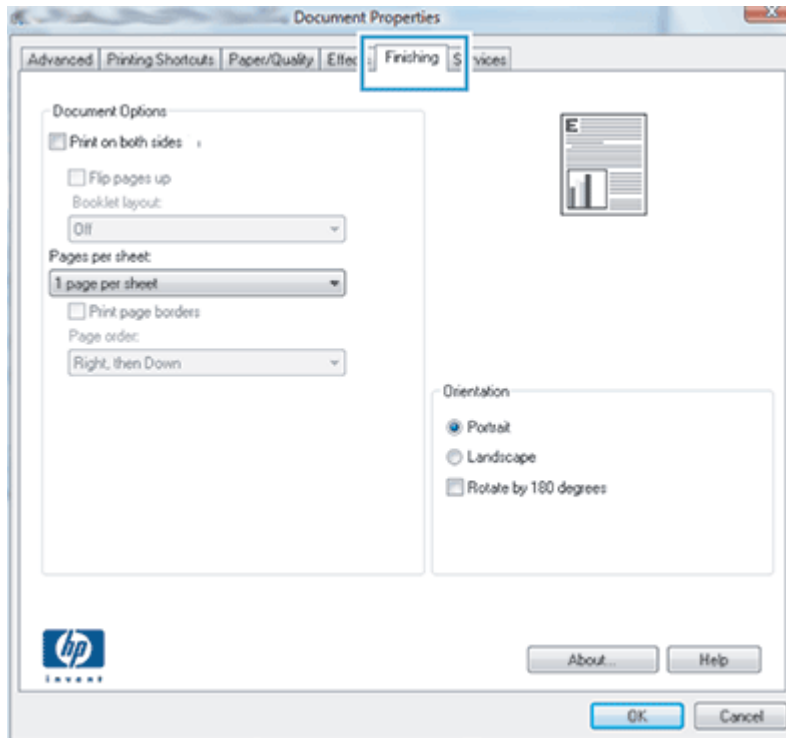 Document Properties
Advanced Printing Shortcuts Paper/Quality Finishing
Document Options
Print on both sides
Flip pages up
Booklet layout:
Off
Pages per sheet:
1 page per sheet
Print page borders
Page order:
Right, then Down
E
Orientation
Portrait
Landscape
Rotate by 180 degrees
hp
invent
About... Help
OK Cancel